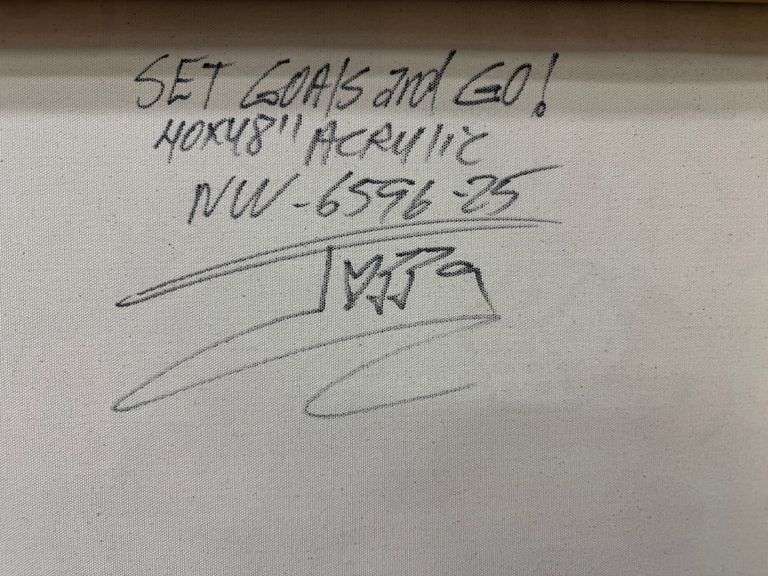 SET GOAlS and GO!
40x48" ACRYlic
NW-6596-25